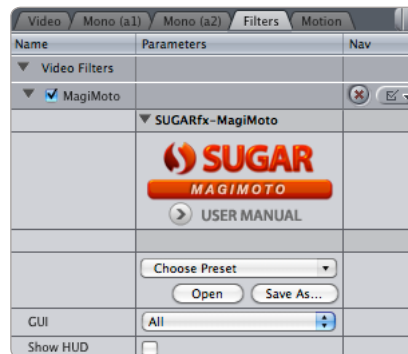 Video Mono (a1) Mono (a2) Filters Motion
Name Parameters Nav
Video Filters
MagiMoto
SUGARfx-MagiMoto
SUGAR
MAGIMOTO
USER MANUAL
Choose Preset
Open Save As...
GUI All
Show HUD